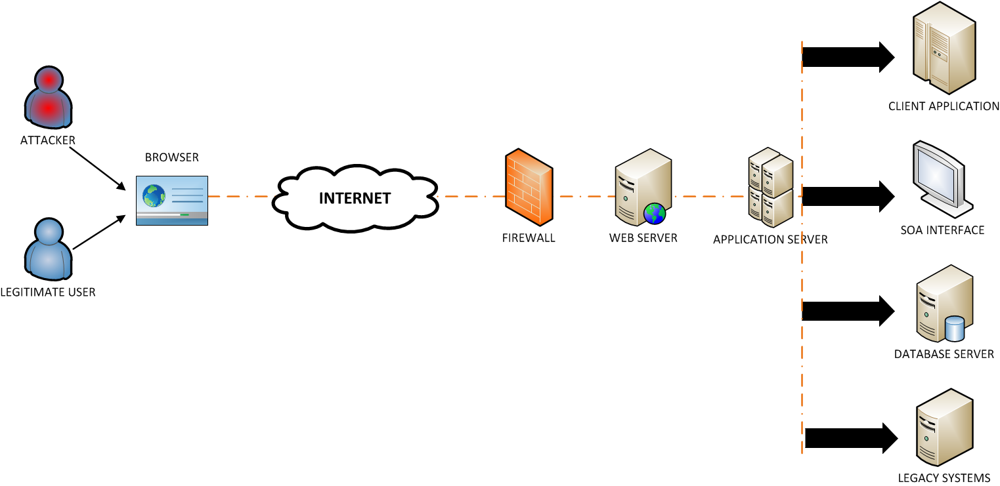 ATTACKER
BROWSER
LEGITIMATE USER
INTERNET
FIREWALL
WEB SERVER
APPLICATION SERVER
CLIENT APPLICATION
SOA INTERFACE
DATABASE SERVER
LEGACY SYSTEMS